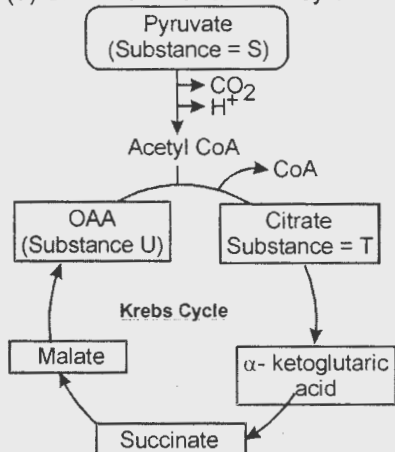 Pyruvate
(Substance = S)
CO2
H+
Acetyl CoA
CoA
OAA
(Substance U)
Citrate
Substance = T
Krebs Cycle
Malate
α- ketoglutaric
acid
Succinate